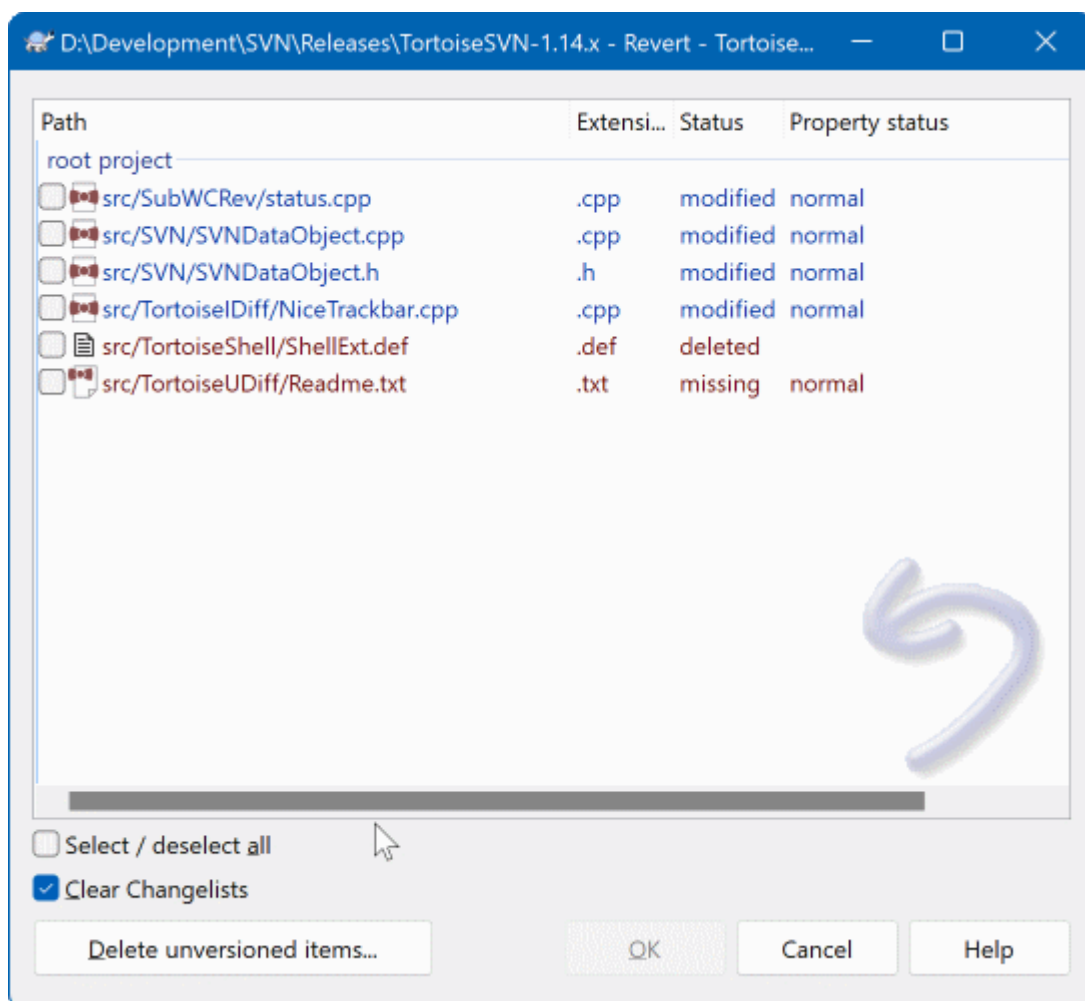 D:\Development\SVN\Releases\TortoiseSVN-1.14.x - Revert - Tortoise...
Path Extensi... Status Property status
root project
src/SubWCRev/status.cpp .cpp modified normal
src/SVN/SVNDataObject.cpp .cpp modified normal
src/SVN/SVNDataObject.h .h modified normal
src/TortoiseIDiff/NiceTrackbar.cpp .cpp modified normal
src/TortoiseShell/ShellExt.def .def deleted
src/TortoiseUDiff/Readme.txt .txt missing normal
Select / deselect all
Clear Changelists
Delete unversioned items... OK Cancel Help